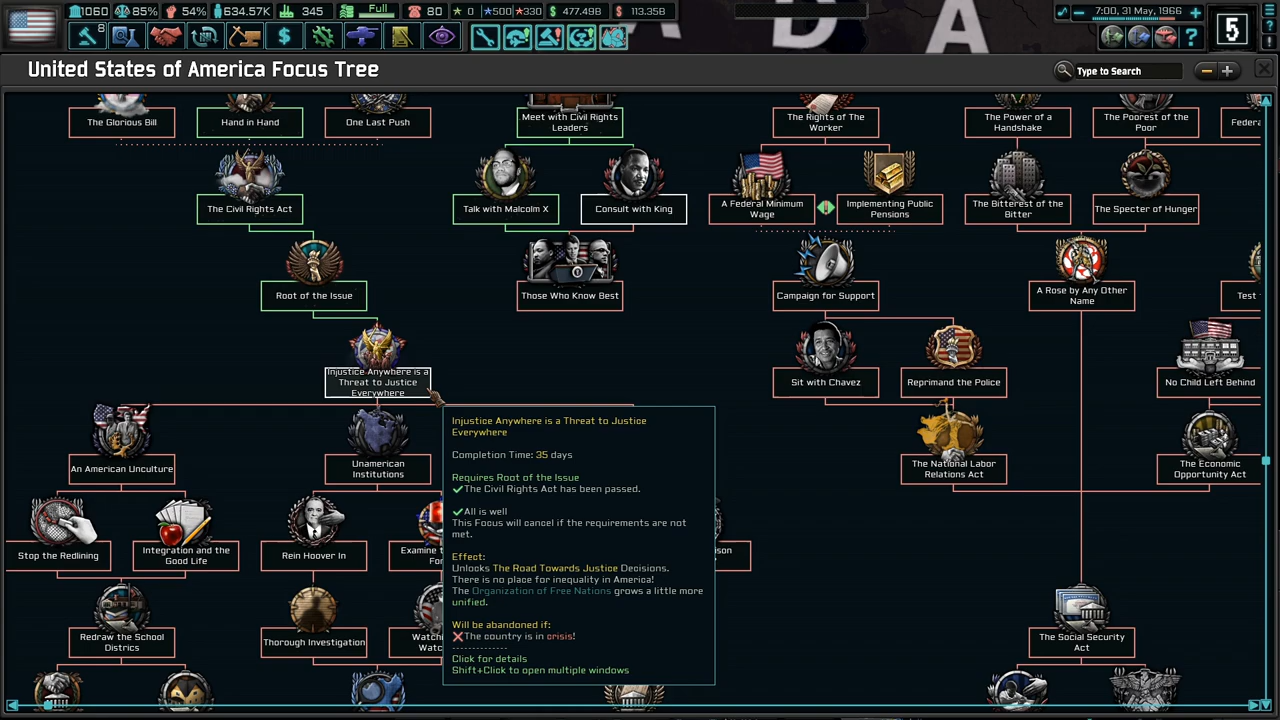 1060
85%
54%
634.57K
345
Full
80
0
500
330
477.49B
113.35B
7:00, 31 May, 1966
5
8
D A
?
United States of America Focus Tree
Type to Search
The Glorious Bill
Hand in Hand
One Last Push
Meet with Civil Rights
Leaders
The Rights of The
Worker
The Power of a
Handshake
The Poorest of the
Poor
Federa
The Civil Rights Act
Talk with Malcolm X
Consult with King
A Federal Minimum
Wage
Implementing Public
Pensions
The Bitterest of the
Bitter
The Specter of Hunger
Root of the Issue
Those Who Know Best
Campaign for Support
A Rose by Any Other
Name
Test
Injustice Anywhere is a
Threat to Justice
Everywhere
Sit with Chavez
Reprimand the Police
No Child Left Behind
An American Unculture
Unamerican
Institutions
The National Labor
Relations Act
The Economic
Opportunity Act
Stop the Redlining
Integration and the
Good Life
Rein Hoover In
Examine t
For
ison
Redraw the School
Districs
Thorough Investigation
Watch
Watc
The Social Security
Act
Injustice Anywhere is a Threat to Justice
Everywhere
Completion Time: 35 days
Requires Root of the Issue
The Civil Rights Act has been passed.
All is well
This Focus will cancel if the requirements are not
met.
Effect:
Unlocks The Road Towards Justice Decisions.
There is no place for inequality in America!
The Organization of Free Nations grows a little more
unified.
Will be abandoned if:
The country is in crisis!
--------------
Click for details
Shift+Click to open multiple windows